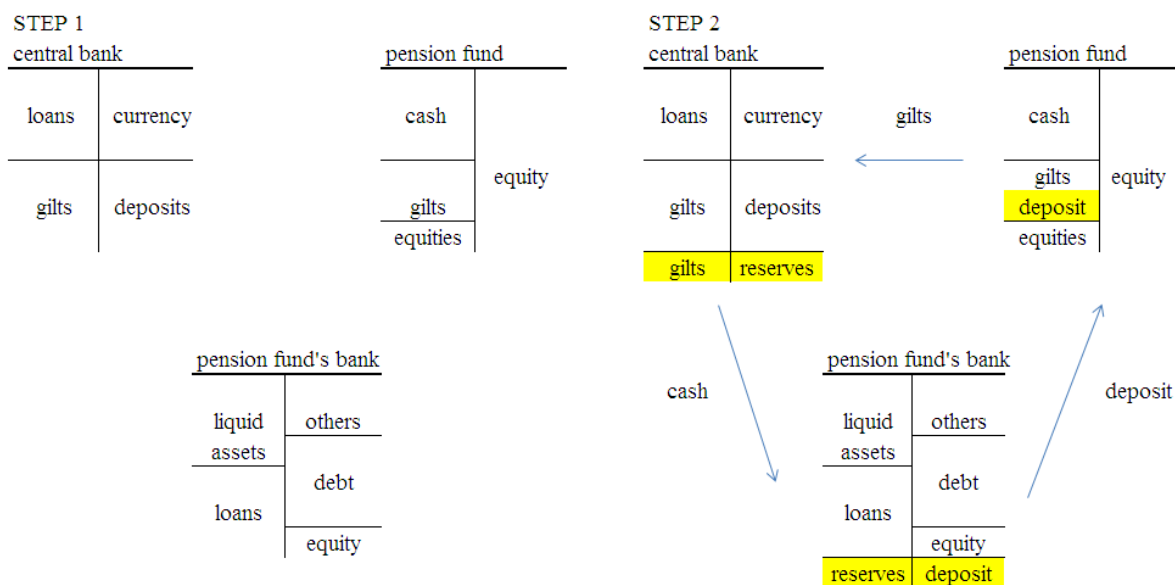 STEP 1
central bank
pension fund
loans
currency
cash
equity
gilts
deposits
gilts
equities
pension fund's bank
liquid
assets
others
debt
loans
equity
STEP 2
central bank
pension fund
loans
currency
gilts
cash
gilts
equity
gilts
deposits
deposit
equities
gilts
reserves
pension fund's bank
cash
deposit
liquid
assets
others
debt
loans
equity
reserves
deposit